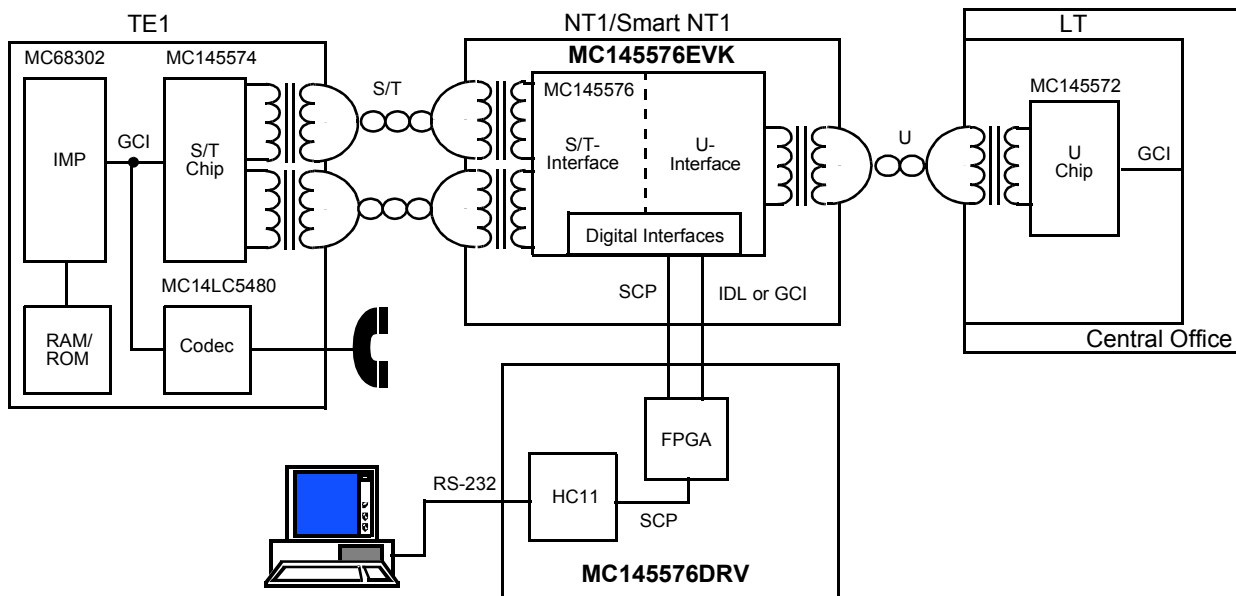 TE1
NT1/Smart NT1
LT
MC68302
MC145574
S/T
MC145576EVK
MC145576
MC145572
IMP
GCI
S/T
Chip
S/T-
Interface
U-
Interface
U
U
Chip
GCI
Digital Interfaces
MC14LC5480
SCP
IDL or GCI
RAM/
ROM
Codec
Central Office
FPGA
RS-232
HC11
SCP
MC145576DRV